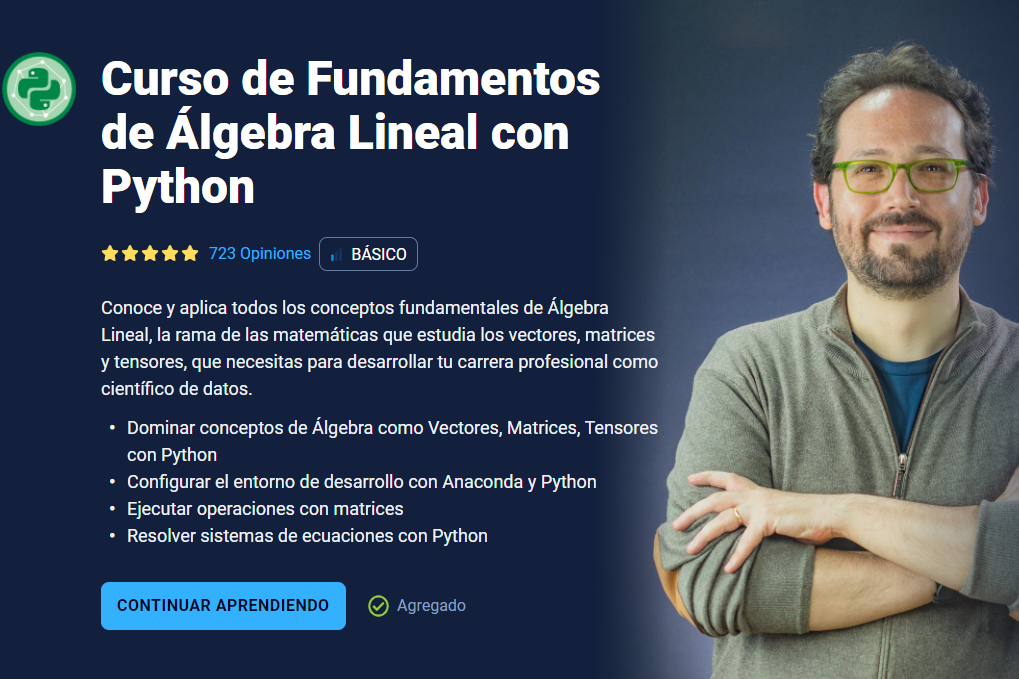 Curso de Fundamentos
de Álgebra Lineal con
Python
723 Opiniones
BÁSICO
Conoce y aplica todos los conceptos fundamentales de Álgebra
Lineal, la rama de las matemáticas que estudia los vectores, matrices
y tensores, que necesitas para desarrollar tu carrera profesional como
científico de datos.
• Dominar conceptos de Álgebra como Vectores, Matrices, Tensores
con Python
• Configurar el entorno de desarrollo con Anaconda y Python
• Ejecutar operaciones con matrices
• Resolver sistemas de ecuaciones con Python
CONTINUAR APRENDIENDO
Agregado